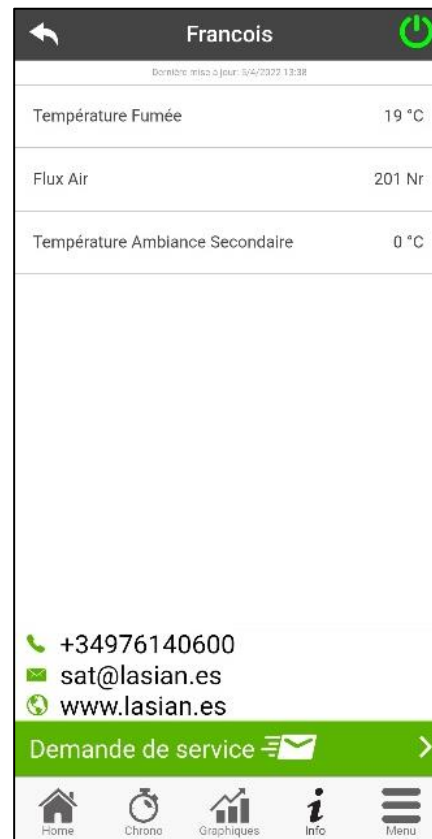 Francois
Dernière mise à jour: 5/4/2022 13:38
Température Fumée 19 °C
Flux Air 201 Nr
Température Ambiance Secondaire 0 °C
+34976140600
sat@lasian.es
www.lasian.es
Demande de service
Home Chrono Graphiques Info Menu